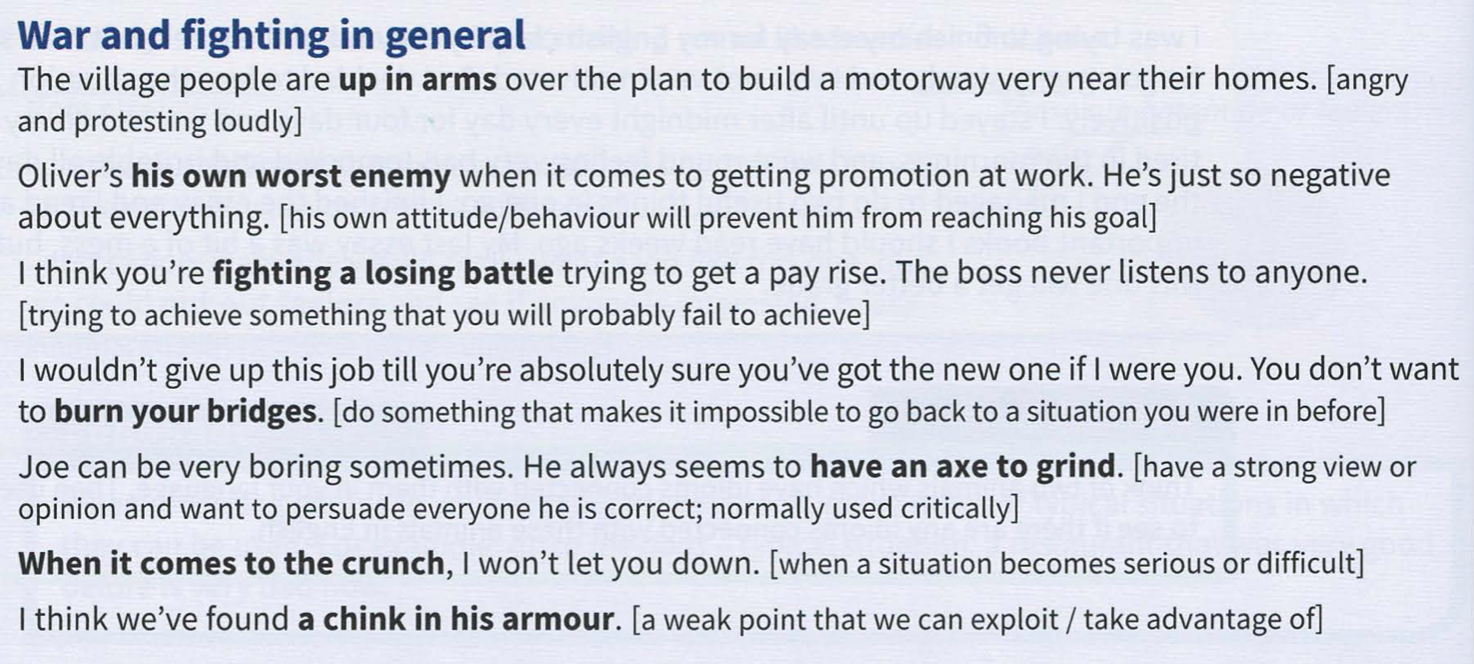 War and fighting in general
The village people are up in arms over the plan to build a motorway very near their homes. [angry
and protesting loudly]
Oliver’s his own worst enemy when it comes to getting promotion at work. He’s just so negative
about everything. [his own attitude/behaviour will prevent him from reaching his goal]
I think you’re fighting a losing battle trying to get a pay rise. The boss never listens to anyone.
[trying to achieve something that you will probably fail to achieve]
I wouldn’t give up this job till you’re absolutely sure you’ve got the new one if I were you. You don’t want
to burn your bridges. [do something that makes it impossible to go back to a situation you were in before]
Joe can be very boring sometimes. He always seems to have an axe to grind. [have a strong view or
opinion and want to persuade everyone he is correct; normally used critically]
When it comes to the crunch, I won’t let you down. [when a situation becomes serious or difficult]
I think we’ve found a chink in his armour. [a weak point that we can exploit / take advantage of]